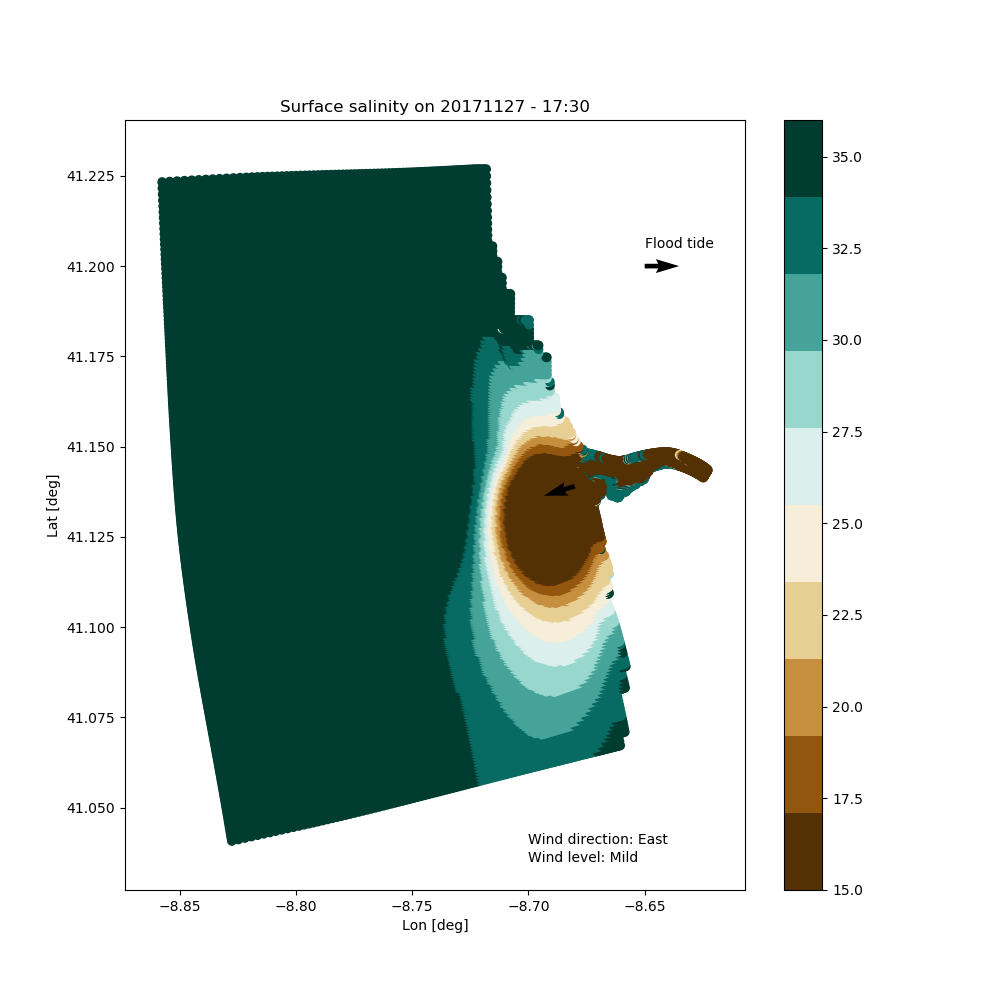 Surface salinity on 20171127 - 17:30
41.225
41.200
41.175
41.150
41.125
41.100
41.075
41.050
Lat [deg]
Flood tide
Wind direction: East
Wind level: Mild
−8.85 −8.80 −8.75 −8.70 −8.65
Lon [deg]
35.0
32.5
30.0
27.5
25.0
22.5
20.0
17.5
15.0